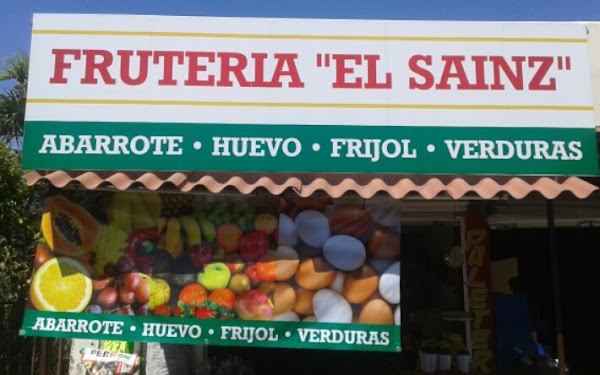 FRUTERIA "EL SAINZ"
ABARROTE • HUEVO • FRIJOL • VERDURAS
ABARROTE • HUEVO • FRIJOL • VERDURAS